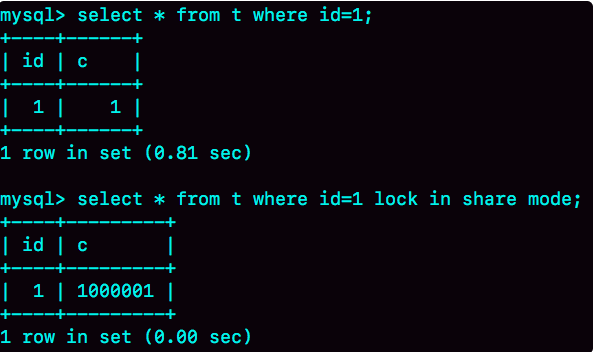 mysql> select * from t where id=1;
+----+------+
| id | c    |
+----+------+
|  1 |    1 |
+----+------+
1 row in set (0.81 sec)

mysql> select * from t where id=1 lock in share mode;
+----+---------+
| id | c       |
+----+---------+
|  1 | 1000001 |
+----+---------+
1 row in set (0.00 sec)